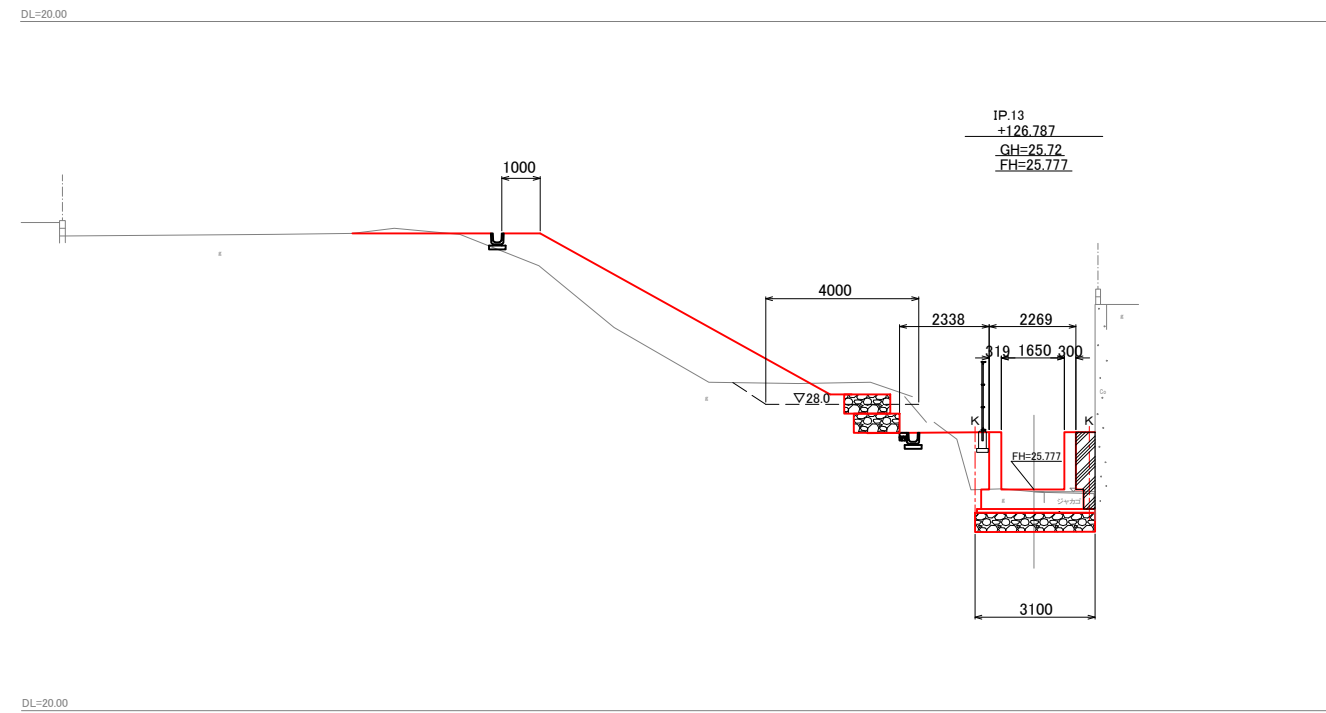 DL=20.00
IP.13
+126.787
GH=25.72
FH=25.777
1000
g
4000
g
2338 2269
319 1650 300
g
▽28.0
Co
K K
FH=25.777
g ジャカゴ
3100
DL=20.00